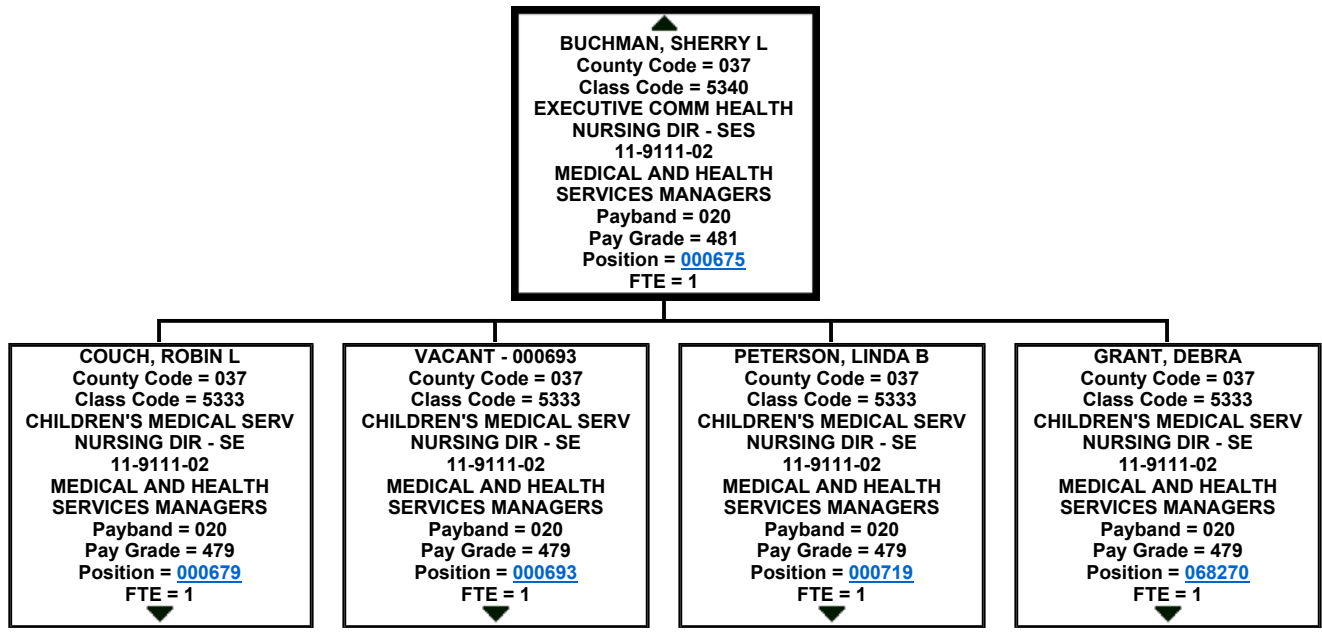 BUCHMAN, SHERRY L
County Code = 037
Class Code = 5340
EXECUTIVE COMM HEALTH
NURSING DIR - SES
11-9111-02
MEDICAL AND HEALTH
SERVICES MANAGERS
Payband = 020
Pay Grade = 481
Position = 000675
FTE = 1
COUCH, ROBIN L
County Code = 037
Class Code = 5333
CHILDREN'S MEDICAL SERV
NURSING DIR - SE
11-9111-02
MEDICAL AND HEALTH
SERVICES MANAGERS
Payband = 020
Pay Grade = 479
Position = 000679
FTE = 1
VACANT - 000693
County Code = 037
Class Code = 5333
CHILDREN'S MEDICAL SERV
NURSING DIR - SE
11-9111-02
MEDICAL AND HEALTH
SERVICES MANAGERS
Payband = 020
Pay Grade = 479
Position = 000693
FTE = 1
PETERSON, LINDA B
County Code = 037
Class Code = 5333
CHILDREN'S MEDICAL SERV
NURSING DIR - SE
11-9111-02
MEDICAL AND HEALTH
SERVICES MANAGERS
Payband = 020
Pay Grade = 479
Position = 000719
FTE = 1
GRANT, DEBRA
County Code = 037
Class Code = 5333
CHILDREN'S MEDICAL SERV
NURSING DIR - SE
11-9111-02
MEDICAL AND HEALTH
SERVICES MANAGERS
Payband = 020
Pay Grade = 479
Position = 068270
FTE = 1